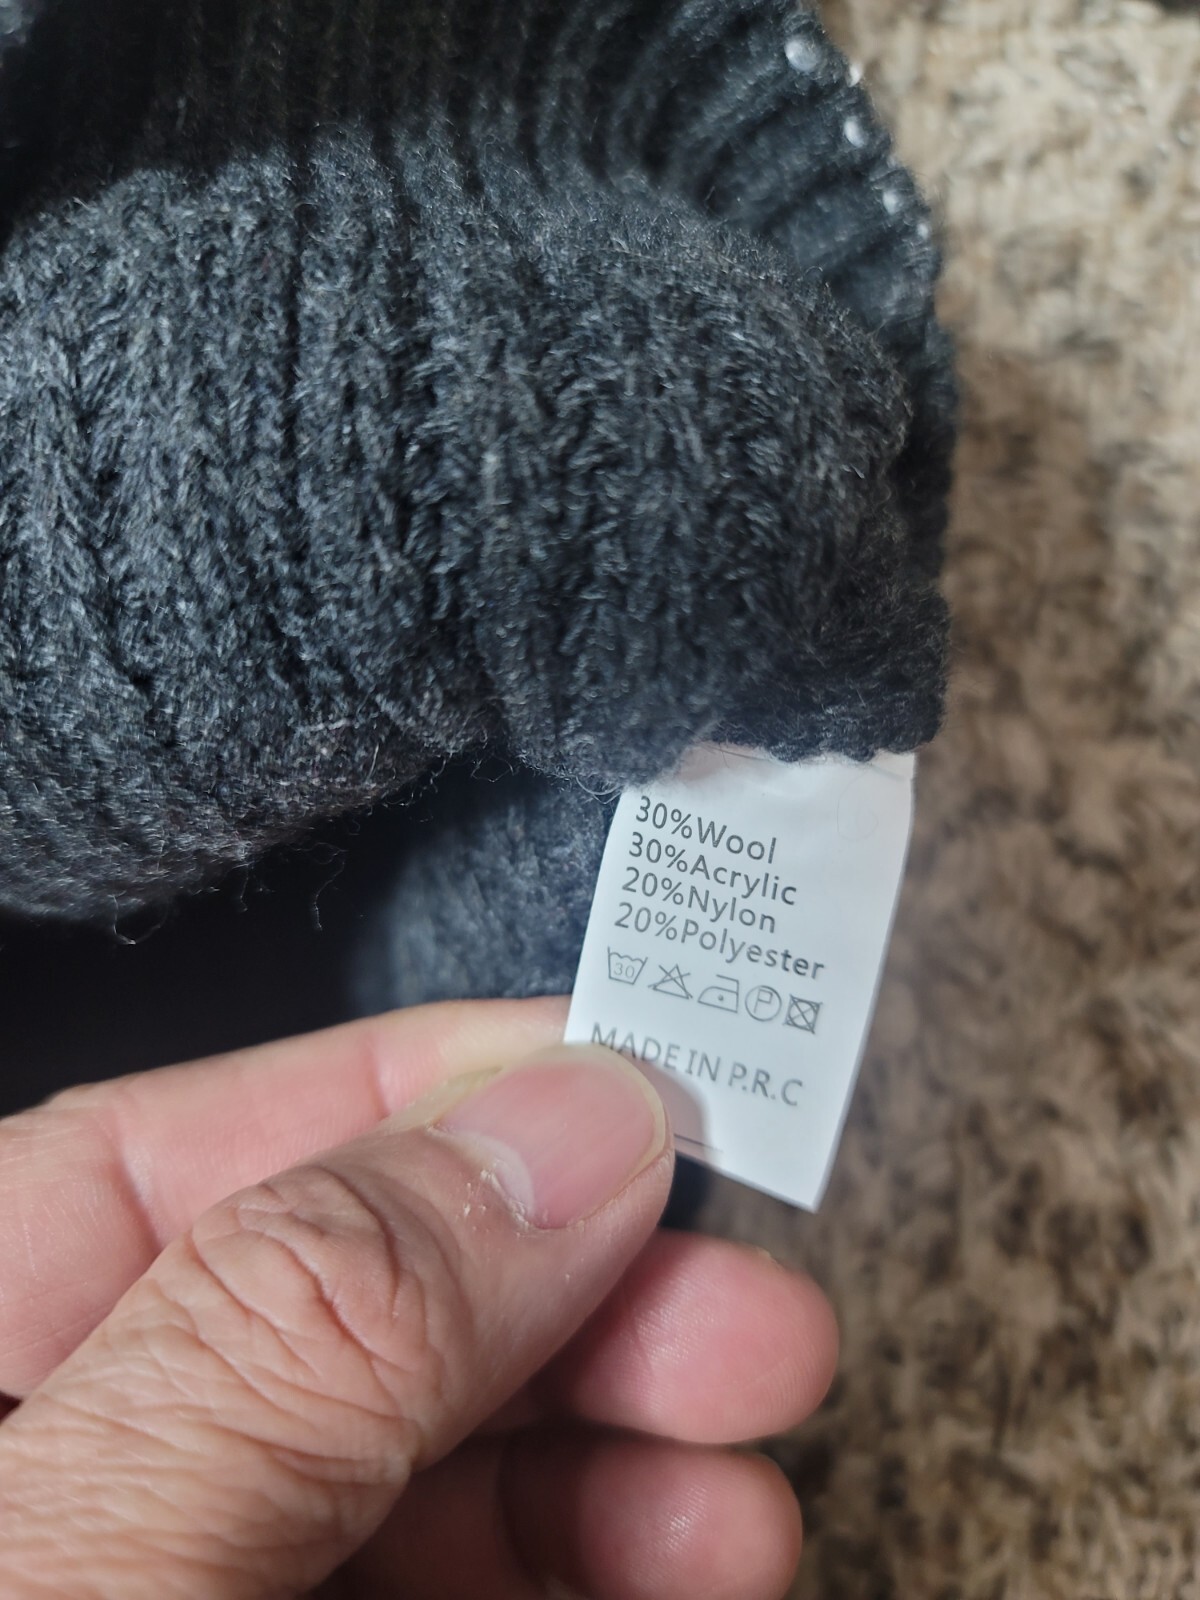 30%Wool
30%Acrylic
20%Nylon
20%Polyester
30 P
MADE IN P.R.C